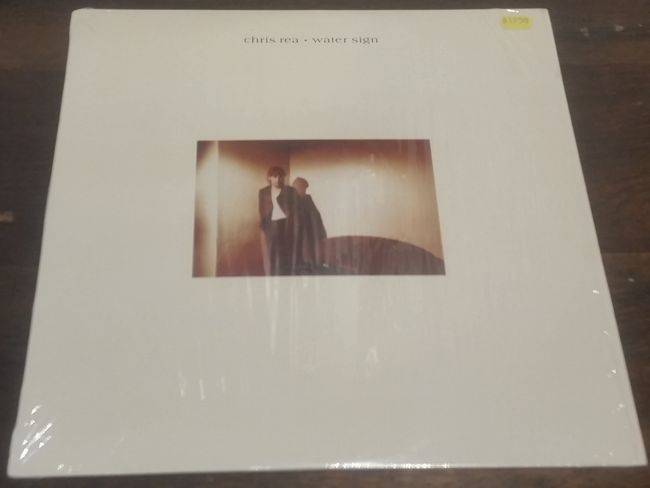 chris rea • water sign